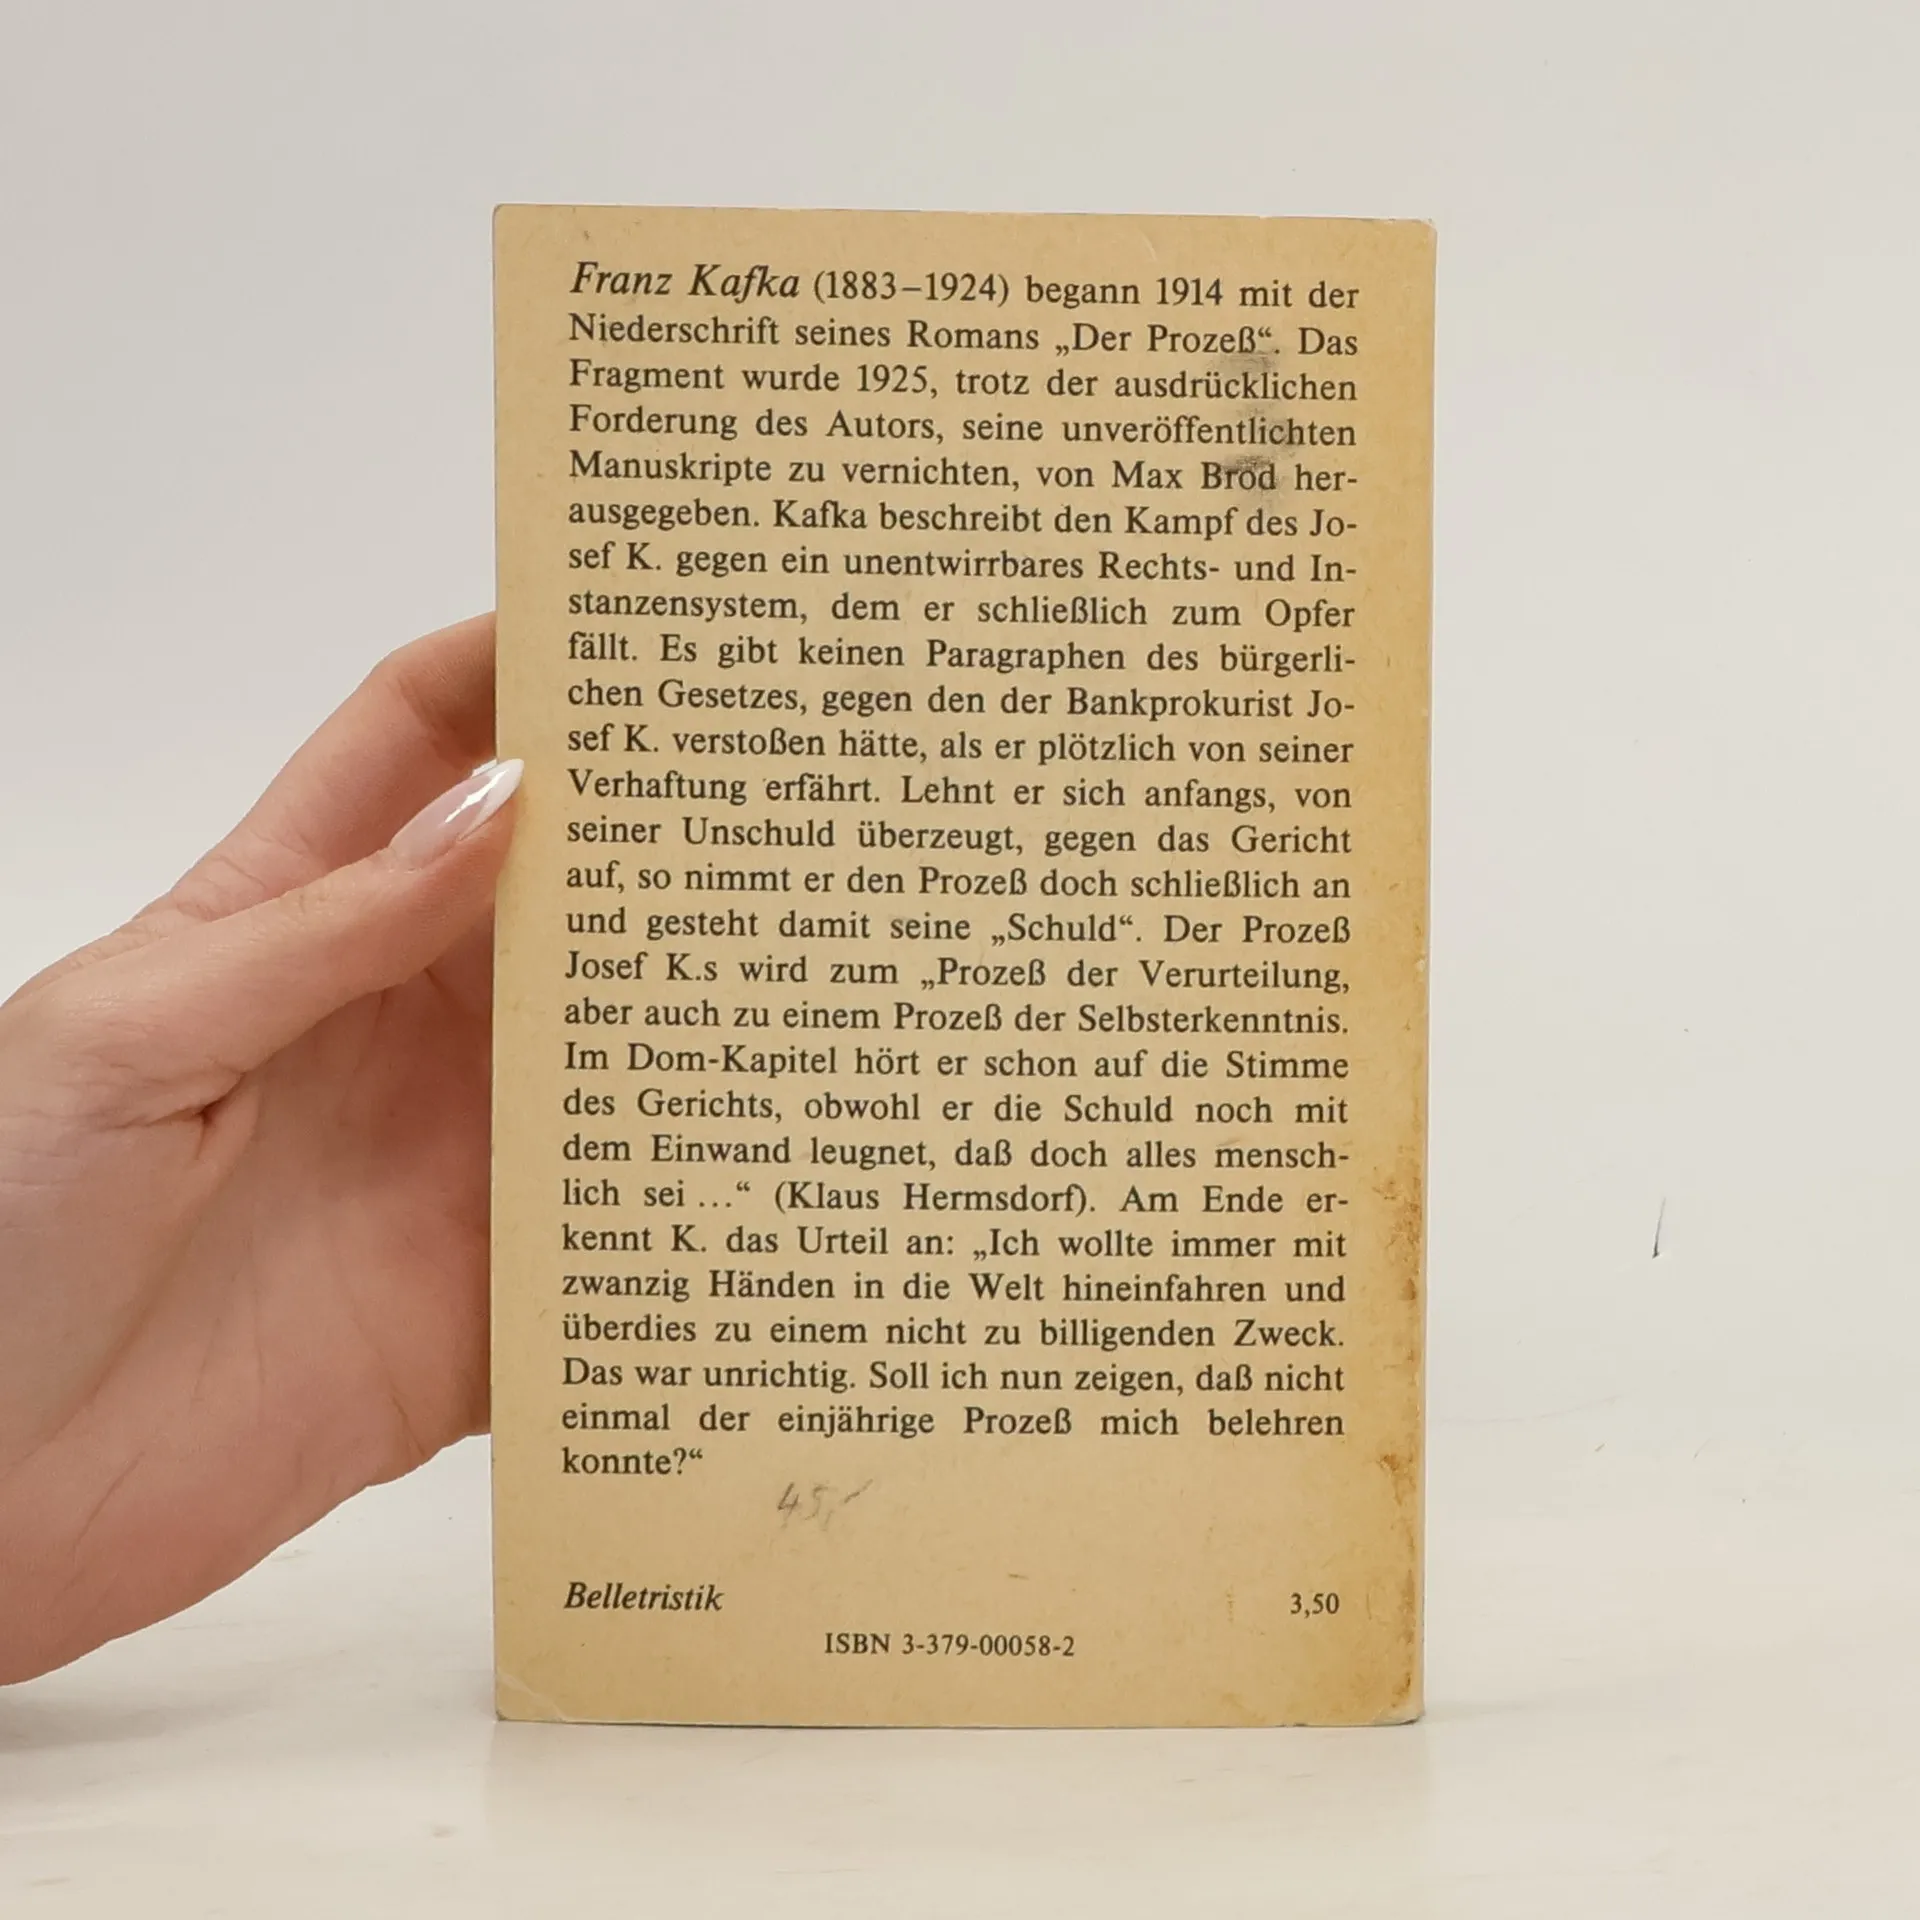 Franz Kafka (1883–1924) begann 1914 mit der
Niederschrift seines Romans „Der Prozeß“. Das
Fragment wurde 1925, trotz der ausdrücklichen
Forderung des Autors, seine unveröffentlichten
Manuskripte zu vernichten, von Max Brod her-
ausgegeben. Kafka beschreibt den Kampf des Jo-
sef K. gegen ein unentwirrbares Rechts- und In-
stanzensystem, dem er schließlich zum Opfer
fällt. Es gibt keinen Paragraphen des bürgerli-
chen Gesetzes, gegen den der Bankprokurist Jo-
sef K. verstoßen hätte, als er plötzlich von seiner
Verhaftung erfährt. Lehnt er sich anfangs, von
seiner Unschuld überzeugt, gegen das Gericht
auf, so nimmt er den Prozeß doch schließlich an
und gesteht damit seine „Schuld“. Der Prozeß
Josef K.s wird zum „Prozeß der Verurteilung,
aber auch zu einem Prozeß der Selbsterkenntnis.
Im Dom-Kapitel hört er schon auf die Stimme
des Gerichts, obwohl er die Schuld noch mit
dem Einwand leugnet, daß doch alles mensch-
lich sei ...“ (Klaus Hermsdorf). Am Ende er-
kennt K. das Urteil an: „Ich wollte immer mit
zwanzig Händen in die Welt hineinfahren und
überdies zu einem nicht zu billigenden Zweck.
Das war unrichtig. Soll ich nun zeigen, daß nicht
einmal der einjährige Prozeß mich belehren
konnte?“
45,-
Belletristik 3,50
ISBN 3-379-00058-2